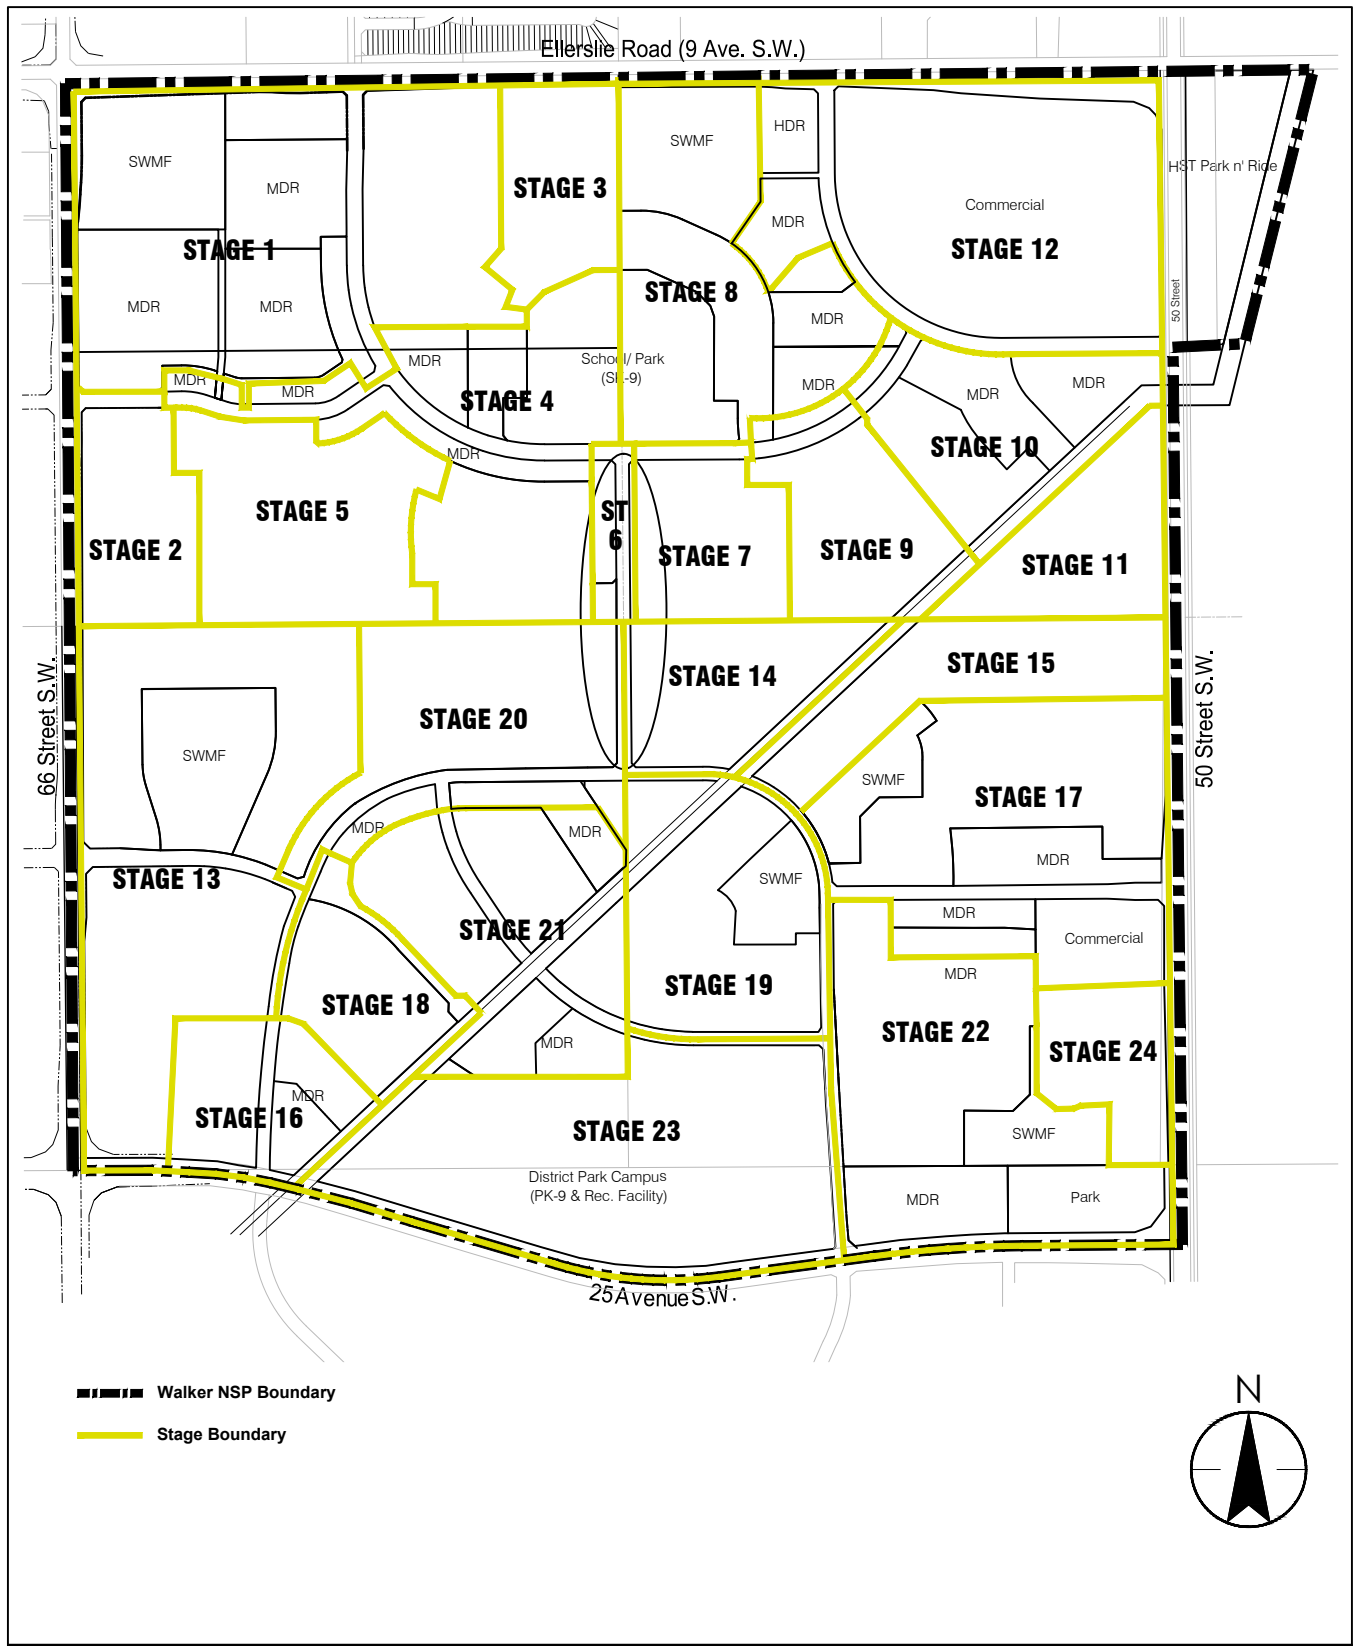 Ellerslie Road (9 Ave. S.W.)
SWMF
MDR
STAGE 1
MDR
MDR
STAGE 3
SWMF
HDR
MDR
HST Park n' Ride
Commercial
STAGE 12
50 Street
STAGE 8
MDR
MDR
MDR
School/ Park
(SK-9)
MDR
MDR
MDR
STAGE 4
MDR
MDR
STAGE 10
MDR
STAGE 5
ST
6
STAGE 2
STAGE 7
STAGE 9
STAGE 11
STAGE 15
STAGE 14
STAGE 20
66 Street S.W.
50 Street S.W.
SWMF
SWMF
STAGE 17
MDR
MDR
MDR
STAGE 13
SWMF
MDR
Commercial
STAGE 21
MDR
STAGE 19
STAGE 18
STAGE 22
MDR
STAGE 24
MDR
STAGE 16
STAGE 23
SWMF
District Park Campus
(PK-9 & Rec. Facility)
MDR
Park
25 Avenue S.W.
Walker NSP Boundary
Stage Boundary
N